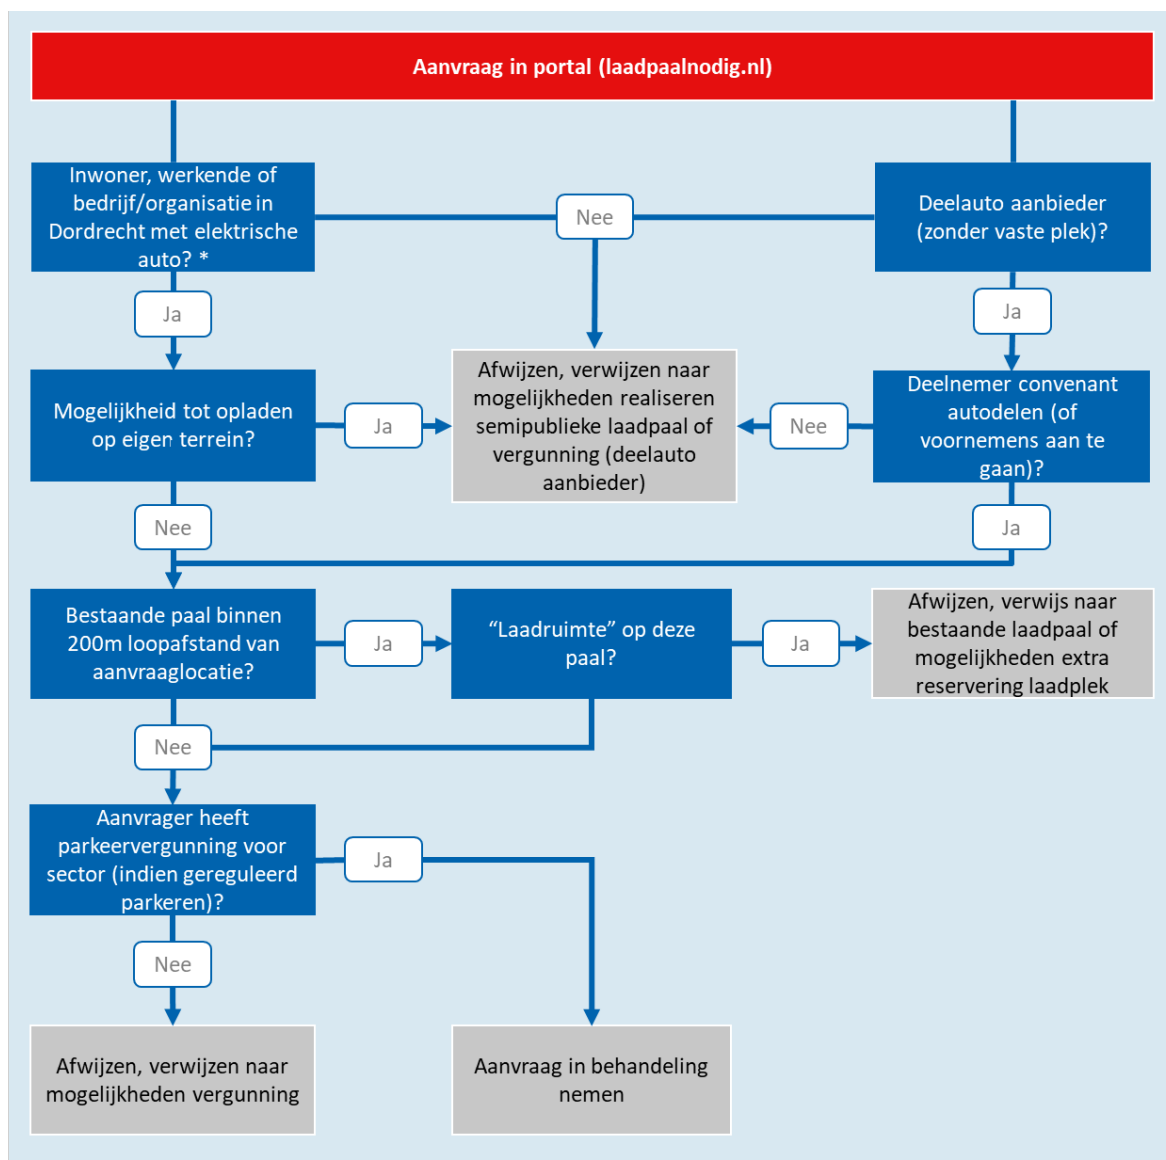 Aanvraag in portal (laadpaalnodig.nl)
Inwoner, werkende of
bedrijf/organisatie in
Dordrecht met elektrische
auto? *
Nee
Deelauto aanbieder
(zonder vaste plek)?
Ja
Ja
Mogelijkheid tot opladen
op eigen terrein?
Ja
Afwijzen, verwijzen naar
mogelijkheden realiseren
semipublieke laadpaal of
vergunning (deelauto
aanbieder)
Nee
Deelnemer convenant
autodelen (of
voornemens aan te
gaan)?
Nee
Ja
Bestaande paal binnen
200m loopafstand van
aanvraaglocatie?
Ja
“Laadruimte” op deze
paal?
Ja
Afwijzen, verwijs naar
bestaande laadpaal of
mogelijkheden extra
reservering laadplek
Nee
Aanvrager heeft
parkeervergunning voor
sector (indien gereguleerd
parkeren)?
Ja
Nee
Afwijzen, verwijzen naar
mogelijkheden vergunning
Aanvraag in behandeling
nemen